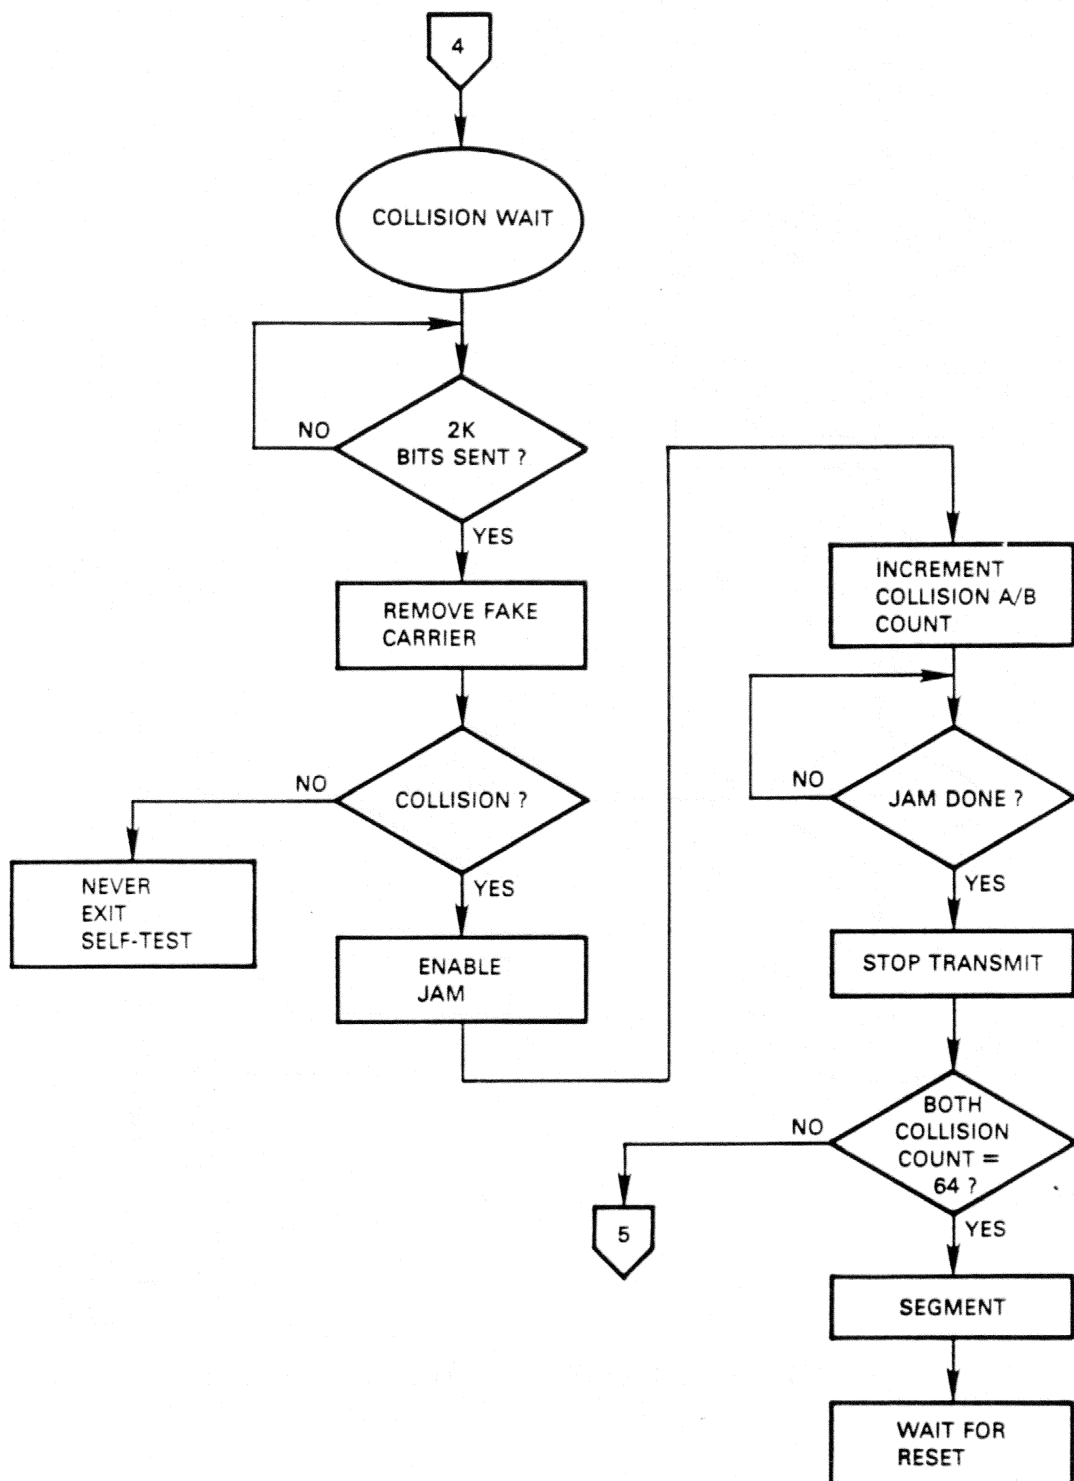 4
COLLISION WAIT
NO
2K
BITS SENT ?
YES
REMOVE FAKE
CARRIER
NO
COLLISION ?
YES
NEVER
EXIT
SELF-TEST
ENABLE
JAM
INCREMENT
COLLISION A/B
COUNT
NO
JAM DONE ?
YES
STOP TRANSMIT
NO
BOTH
COLLISION
COUNT =
64 ?
YES
5
SEGMENT
WAIT FOR
RESET